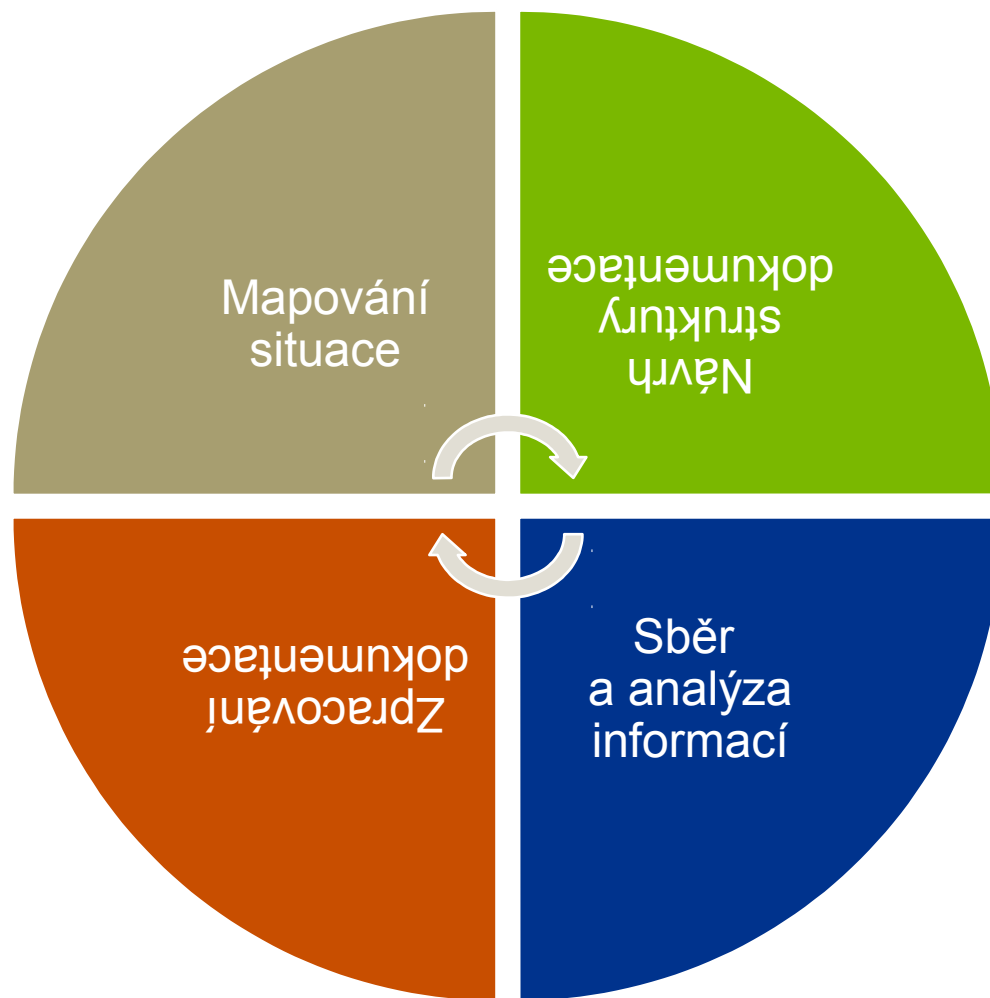 Mapování
situace
Návrh
struktury
dokumentace
Sběr
a analýza
informací
Zpracování
dokumentace